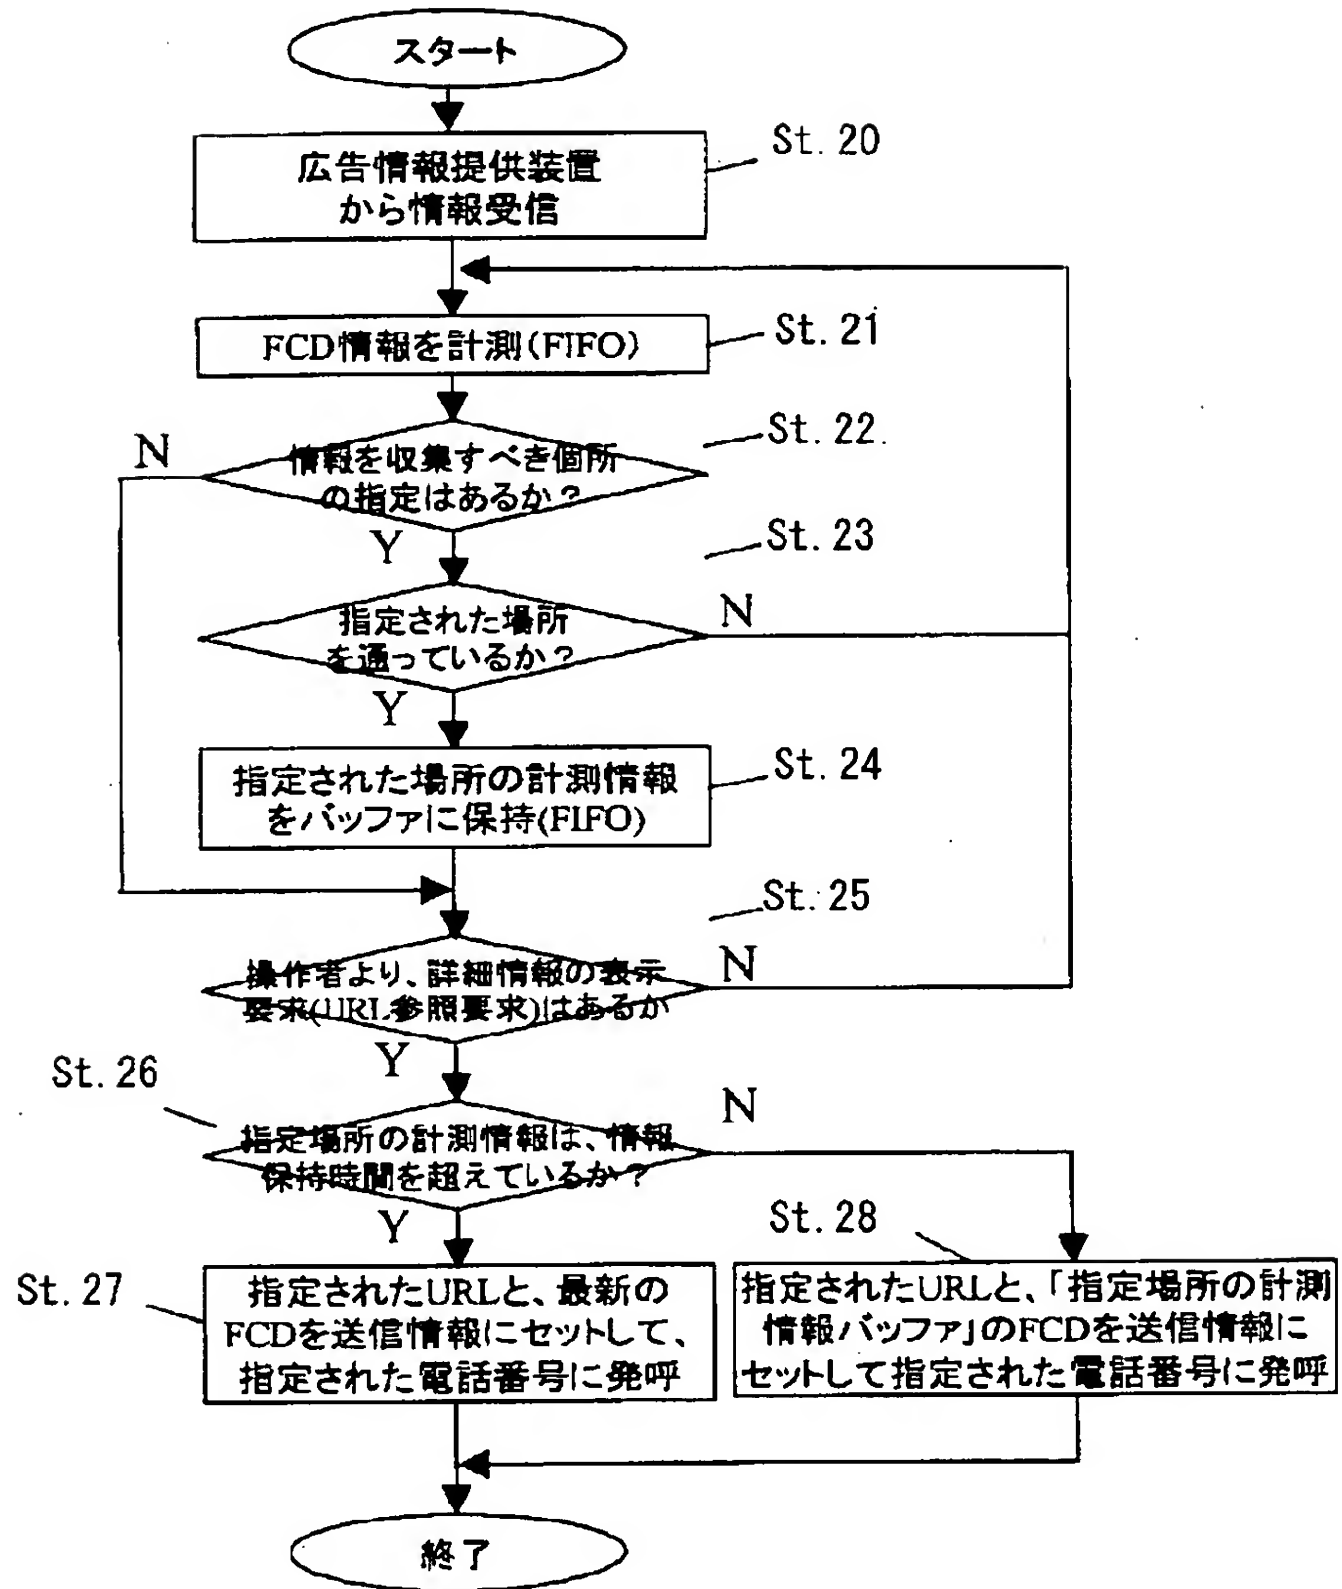 スタート
St. 20
広告情報提供装置
から情報受信
St. 21
FCD情報を計測(FIFO)
St. 22
N
情報を収集すべき個所
の指定はあるか?
Y
St. 23
指定された場所
を通っているか?
N
Y
St. 24
指定された場所の計測情報
をバッファに保持(FIFO)
St. 25
操作者より、詳細情報の表示
要求(URL参照要求)はあるか
N
Y
St. 26
指定場所の計測情報は、情報
保持時間を超えているか?
N
Y
St. 27
指定されたURLと、最新の
FCDを送信情報にセットして、
指定された電話番号に発呼
St. 28
指定されたURLと、「指定場所の計測
情報バッファ」のFCDを送信情報に
セットして指定された電話番号に発呼
終了